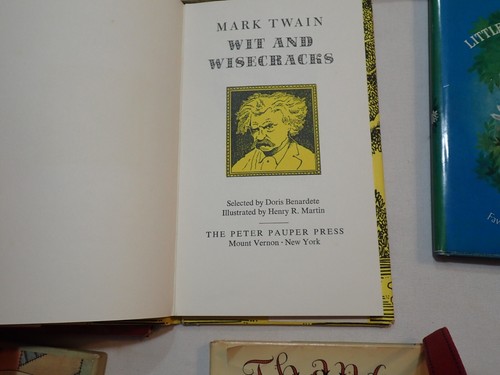 MARK TWAIN
WIT AND
WISECRACKS
Selected by Doris Benardete
Illustrated by Henry R. Martin
THE PETER PAUPER PRESS
Mount Vernon · New York
LITTLE